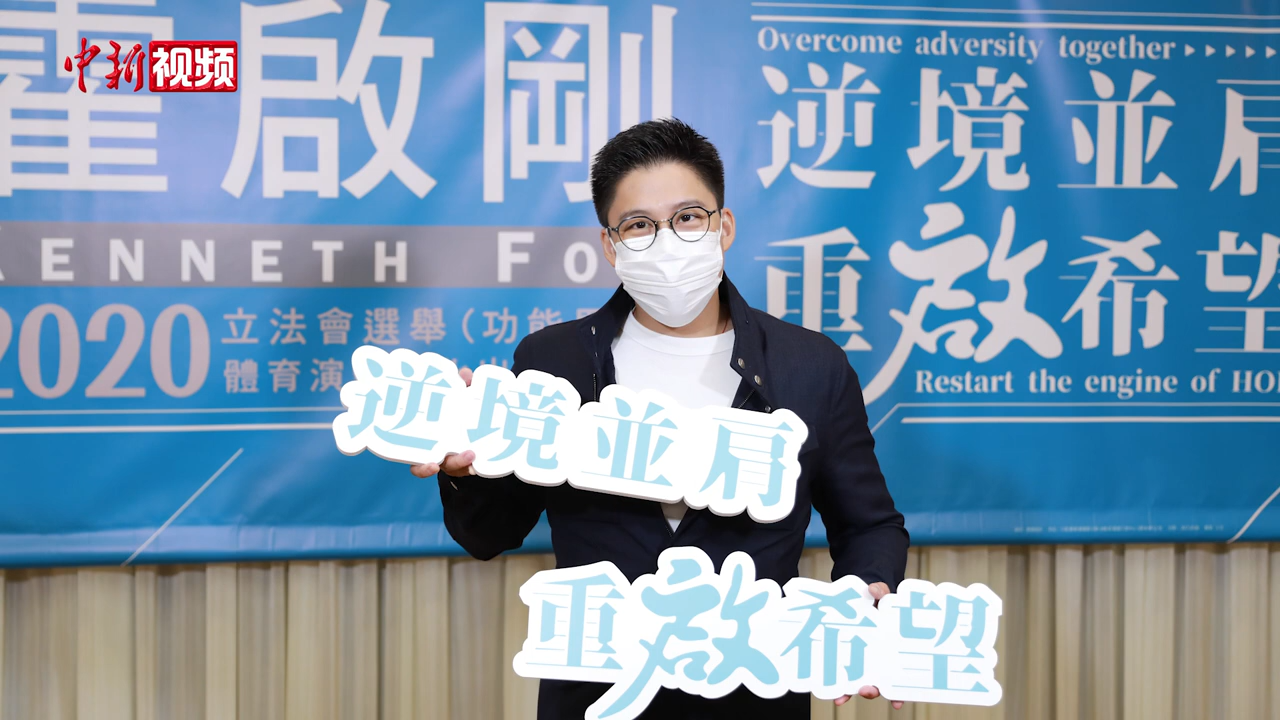 中新视频
霍啟剛
KENNETH FO
2020
立法會選舉（功能
體育演
Overcome adversity together
逆境並肩
重啟希望
Restart the engine of HO
逆境並肩
重啟希望